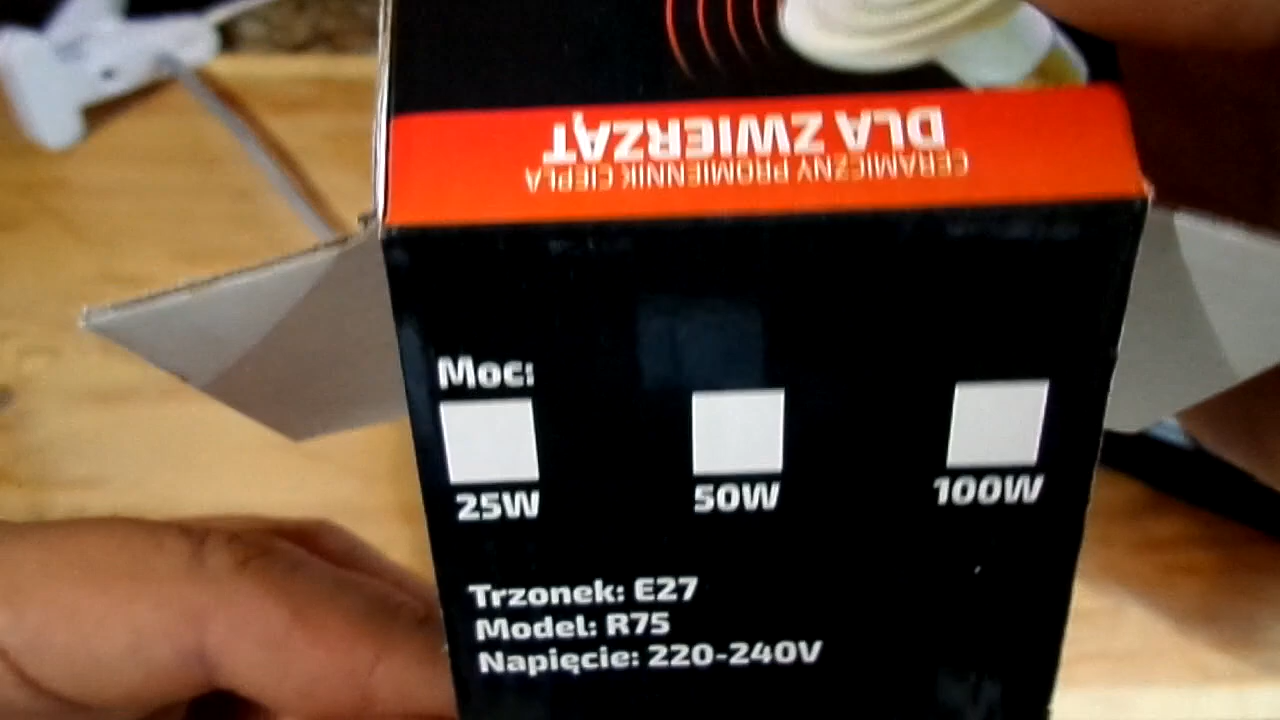 CERAMICZNY PROMIENNIK CIEPŁA
DLA ZWIERZĄT
Moc:
25W 50W 100W
Trzonek: E27
Model: R75
Napięcie: 220-240V